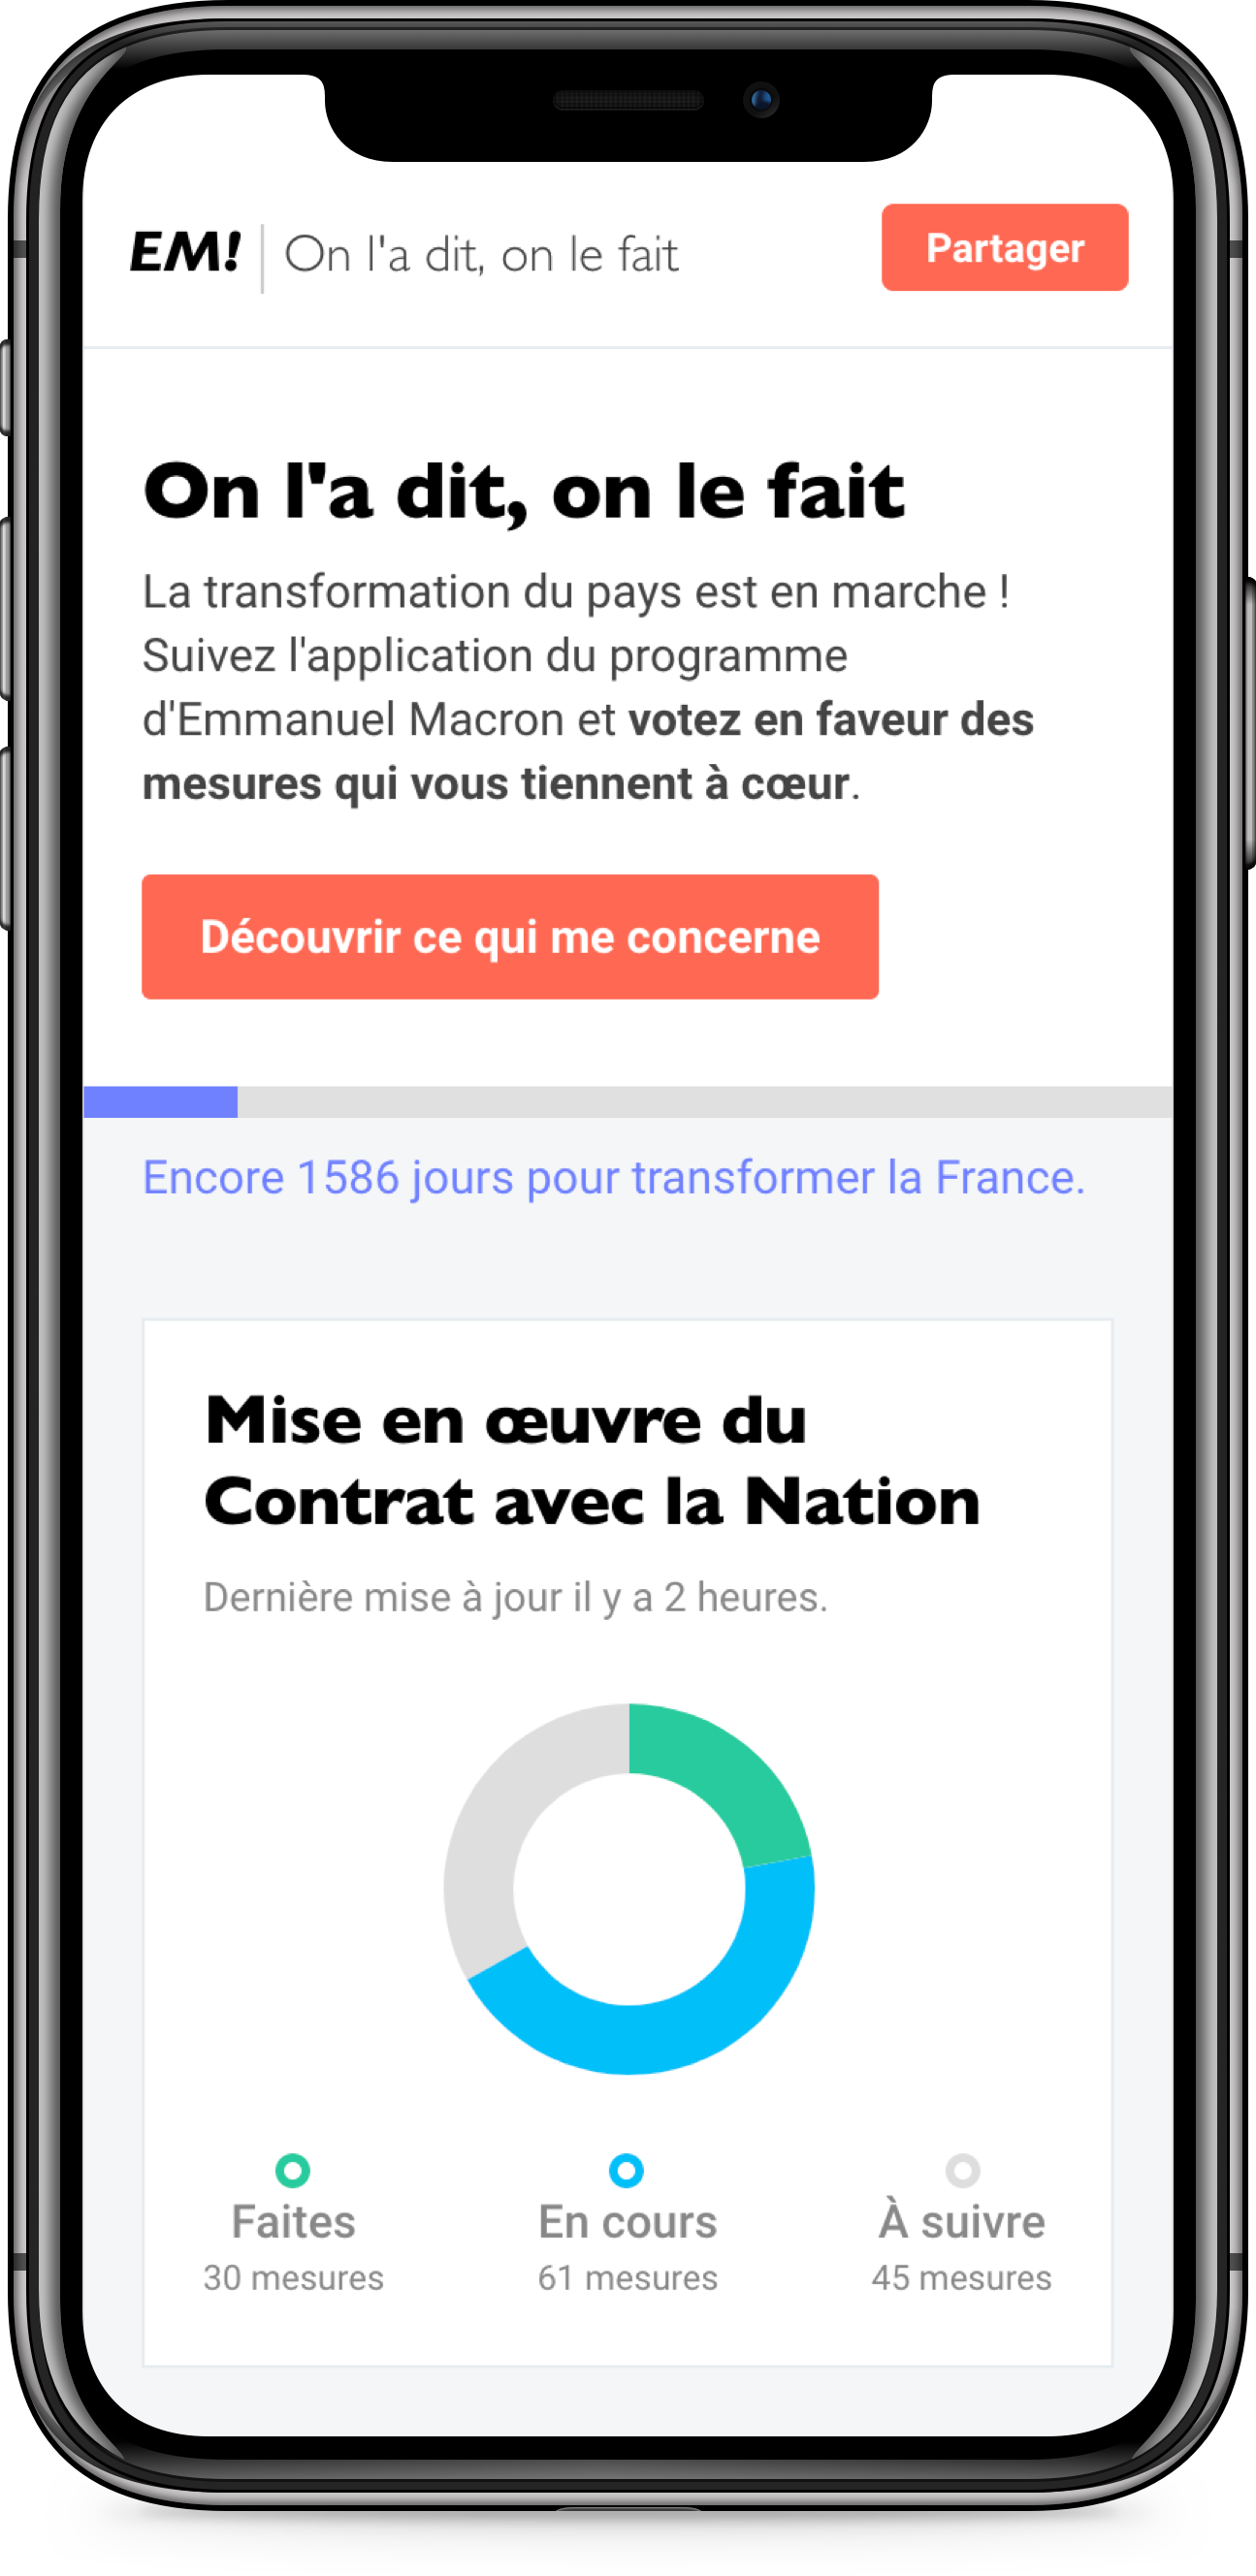 EM! On l'a dit, on le fait
Partager
On l'a dit, on le fait
La transformation du pays est en marche !
Suivez l'application du programme
d'Emmanuel Macron et votez en faveur des
mesures qui vous tiennent à cœur.
Découvrir ce qui me concerne
Encore 1586 jours pour transformer la France.
Mise en œuvre du
Contrat avec la Nation
Dernière mise à jour il y a 2 heures.
Faites
30 mesures
En cours
61 mesures
À suivre
45 mesures